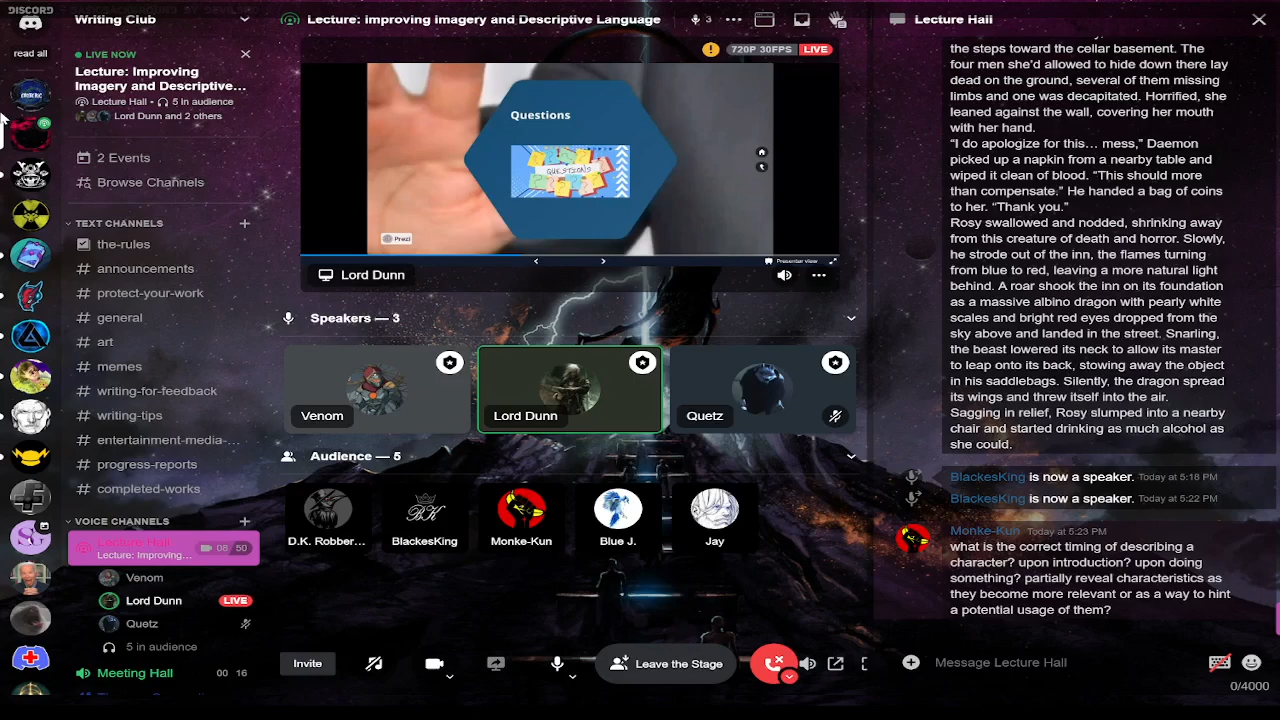 DISCORD
Writing Club
Lecture: Improving Imagery and Descriptive Language
3
Lecture Hall
read all
LIVE NOW
Lecture: Improving
Imagery and Descriptive...
Lecture Hall • 5 in audience
Lord Dunn and 2 others
2 Events
Browse Channels
TEXT CHANNELS
the-rules
announcements
protect-your-work
general
art
memes
writing-for-feedback
writing-tips
entertainment-media-...
progress-reports
completed-works
VOICE CHANNELS
Lecture Hall
Lecture: Improving...
08 50
Venom
Lord Dunn
LIVE
Quetz
5 in audience
Meeting Hall
00 16
720P 30FPS
LIVE
Questions
QUESTIONS
Prezi
Presenter view
Lord Dunn
Speakers — 3
Venom
Lord Dunn
Quetz
Audience — 5
D.K. Robber...
BK
BlackesKing
Monke-Kun
Blue J.
Jay
Invite
Leave the Stage
the steps toward the cellar basement. The
four men she'd allowed to hide down there lay
dead on the ground, several of them missing
limbs and one was decapitated. Horrified, she
leaned against the wall, covering her mouth
with her hand.
“I do apologize for this… mess,” Daemon
picked up a napkin from a nearby table and
wiped it clean of blood. “This should more
than compensate.” He handed a bag of coins
to her. “Thank you.”
Rosy swallowed and nodded, shrinking away
from this creature of death and horror. Slowly,
he strode out of the inn, the flames turning
from blue to red, leaving a more natural light
behind. A roar shook the inn on its foundation
as a massive albino dragon with pearly white
scales and bright red eyes dropped from the
sky above and landed in the street. Snarling,
the beast lowered its neck to allow its master
to leap onto its back, stowing away the object
in his saddlebags. Silently, the dragon spread
its wings and threw itself into the air.
Sagging in relief, Rosy slumped into a nearby
chair and started drinking as much alcohol as
she could.
BlackesKing is now a speaker. Today at 5:18 PM
BlackesKing is now a speaker. Today at 5:22 PM
Monke-Kun Today at 5:23 PM
what is the correct timing of describing a
character? upon introduction? upon doing
something? partially reveal characteristics as
they become more relevant or as a way to hint
a potential usage of them?
Message Lecture Hall
0/4000